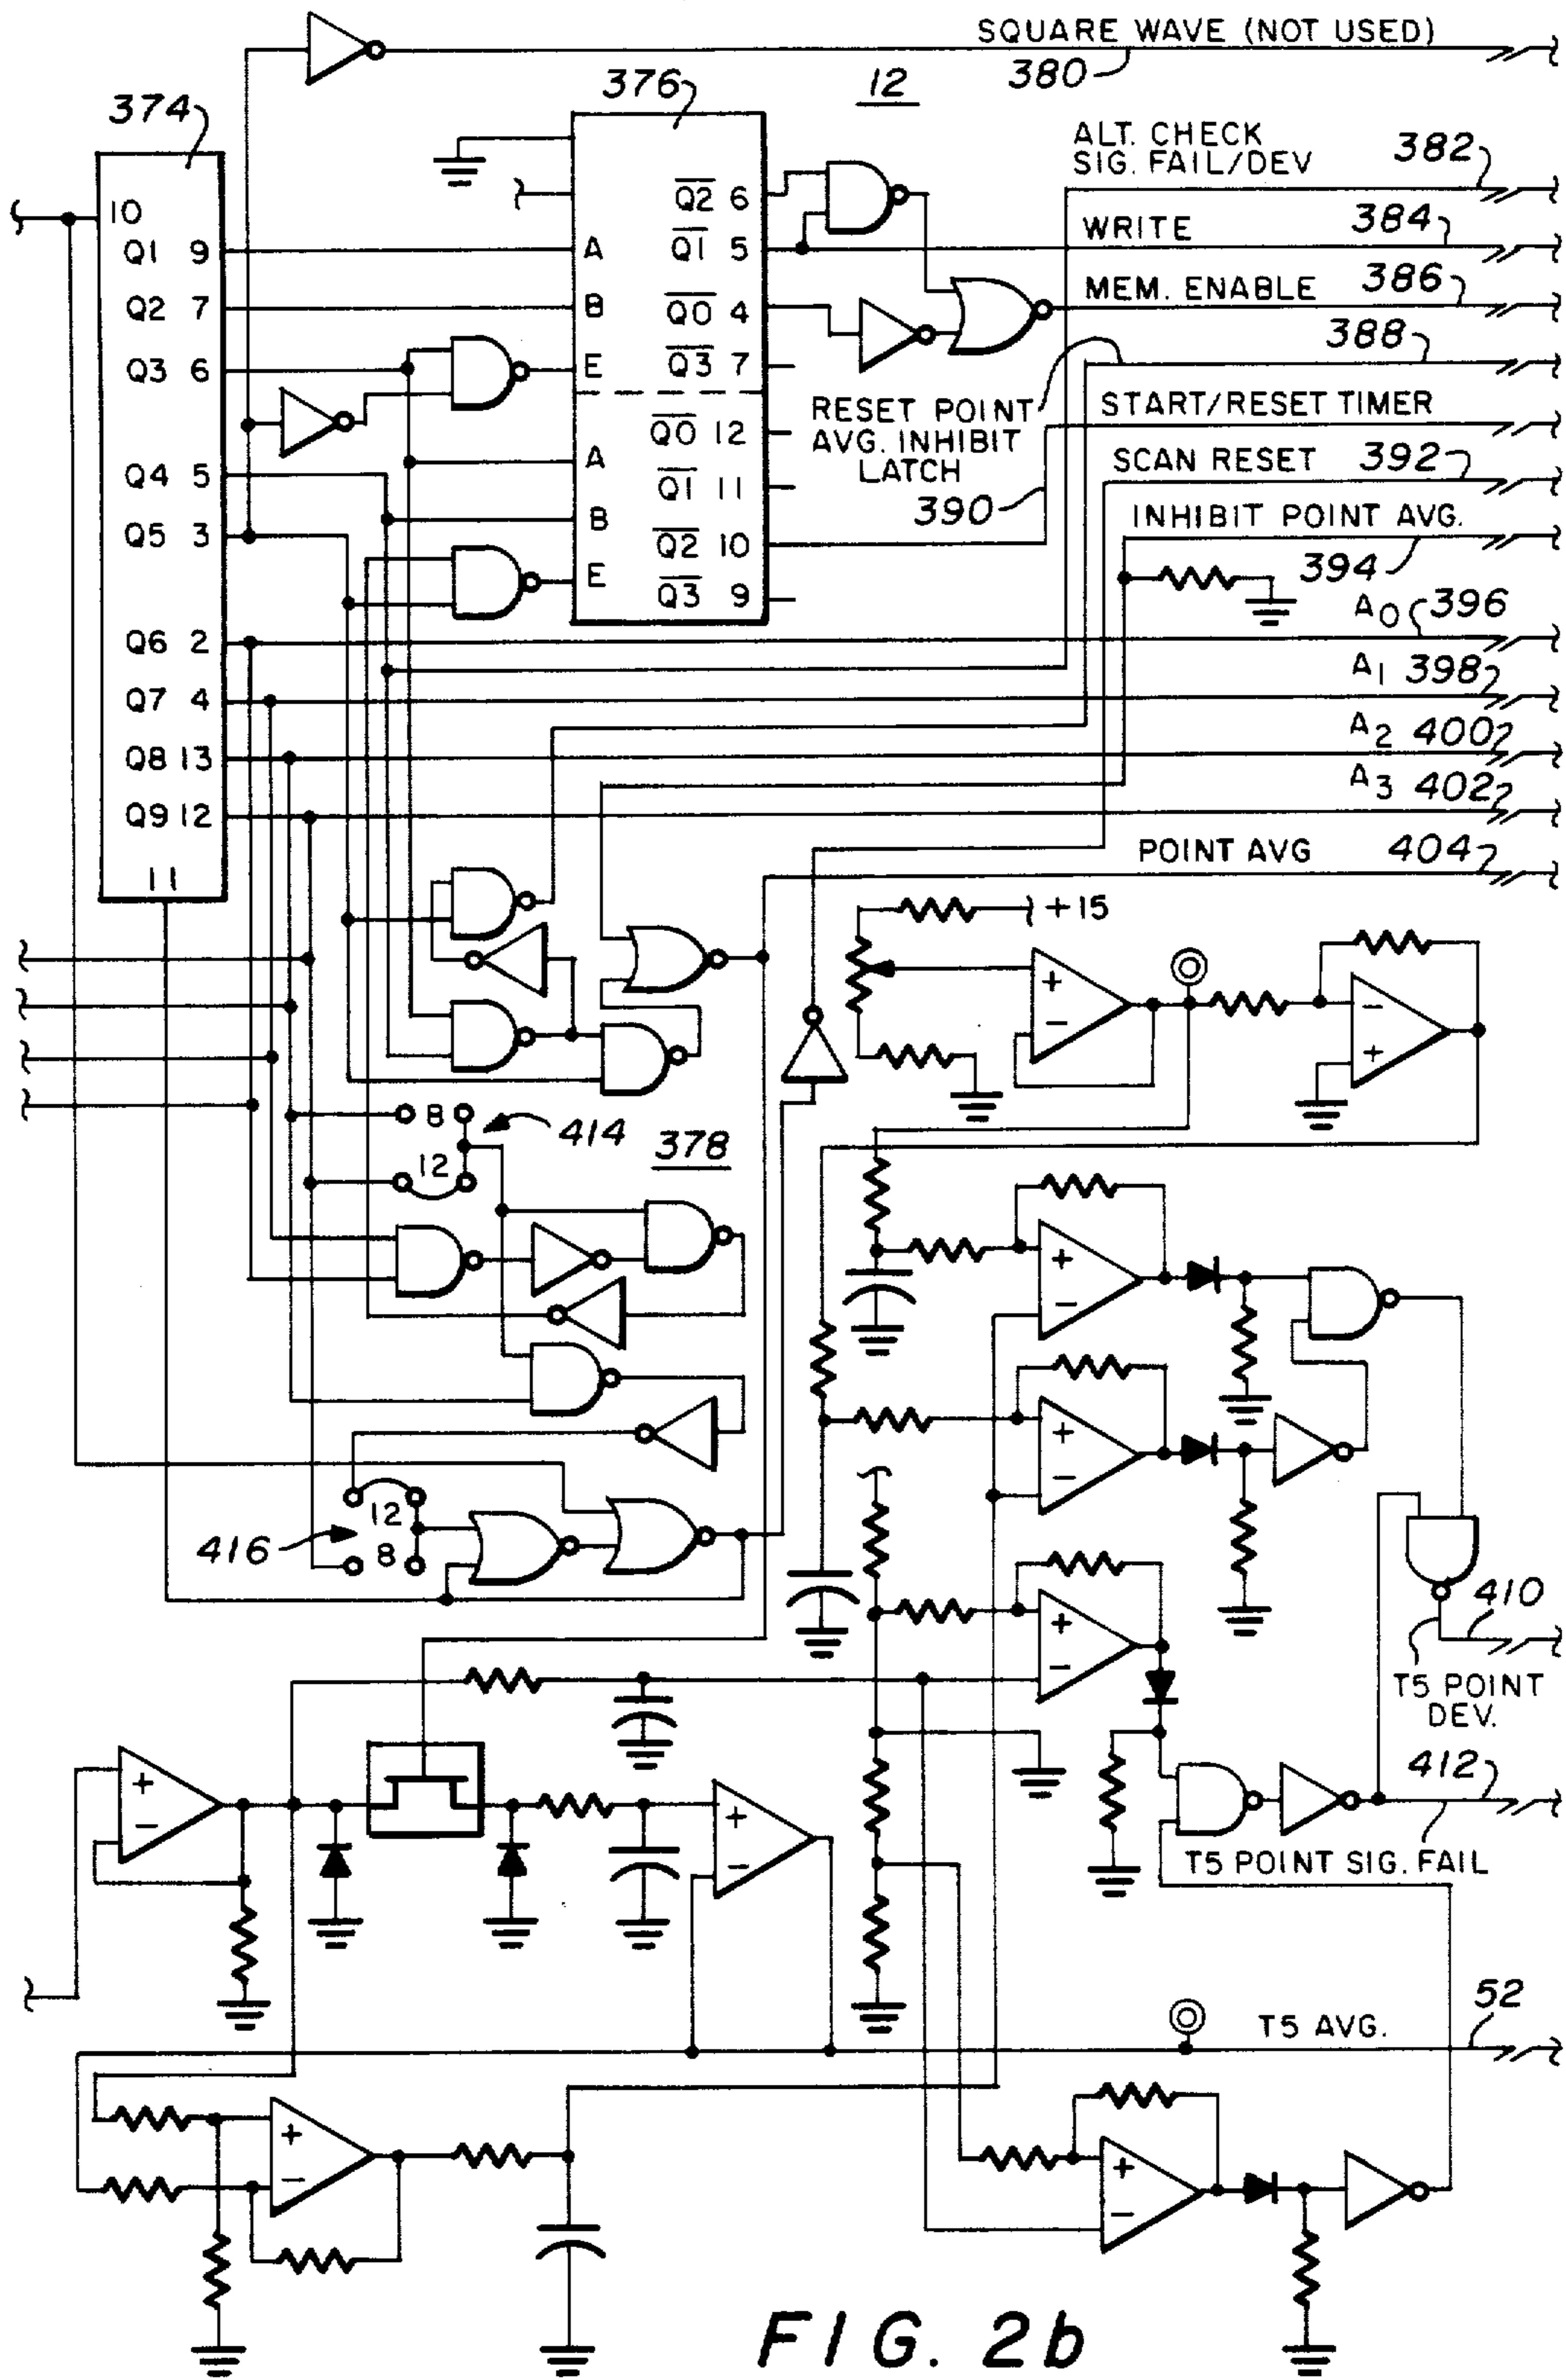 SQUARE WAVE (NOT USED)
380
374
376
12
ALT. CHECK
SIG. FAIL/DEV
382
10
Q2 6
Q1 9
A
Q1 5
WRITE
384
Q2 7
B
Q0 4
MEM. ENABLE
386
Q3 6
E
Q3 7
388
RESET POINT
AVG. INHIBIT
LATCH
Q0 12
START/RESET TIMER
390
Q4 5
A
Q1 11
SCAN RESET
392
Q5 3
B
Q2 10
INHIBIT POINT AVG.
394
E
Q3 9
Q6 2
A0 396
Q7 4
A1 398
Q8 13
A2 400
Q9 12
A3 402
11
POINT AVG
404
+15
+
−
−
+
8
414
12
378
+
−
+
−
12
416
8
+
−
410
T5 POINT
DEV.
412
T5 POINT SIG. FAIL
+
−
+
−
52
T5 AVG.
+
−
+
−
FIG. 2b